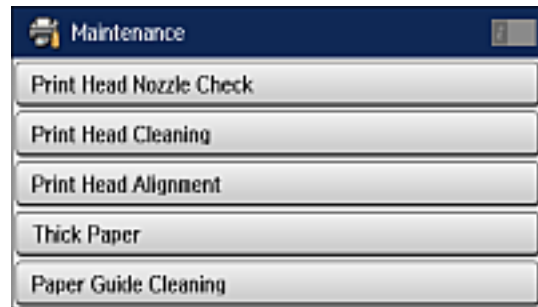 Maintenance
Print Head Nozzle Check
Print Head Cleaning
Print Head Alignment
Thick Paper
Paper Guide Cleaning